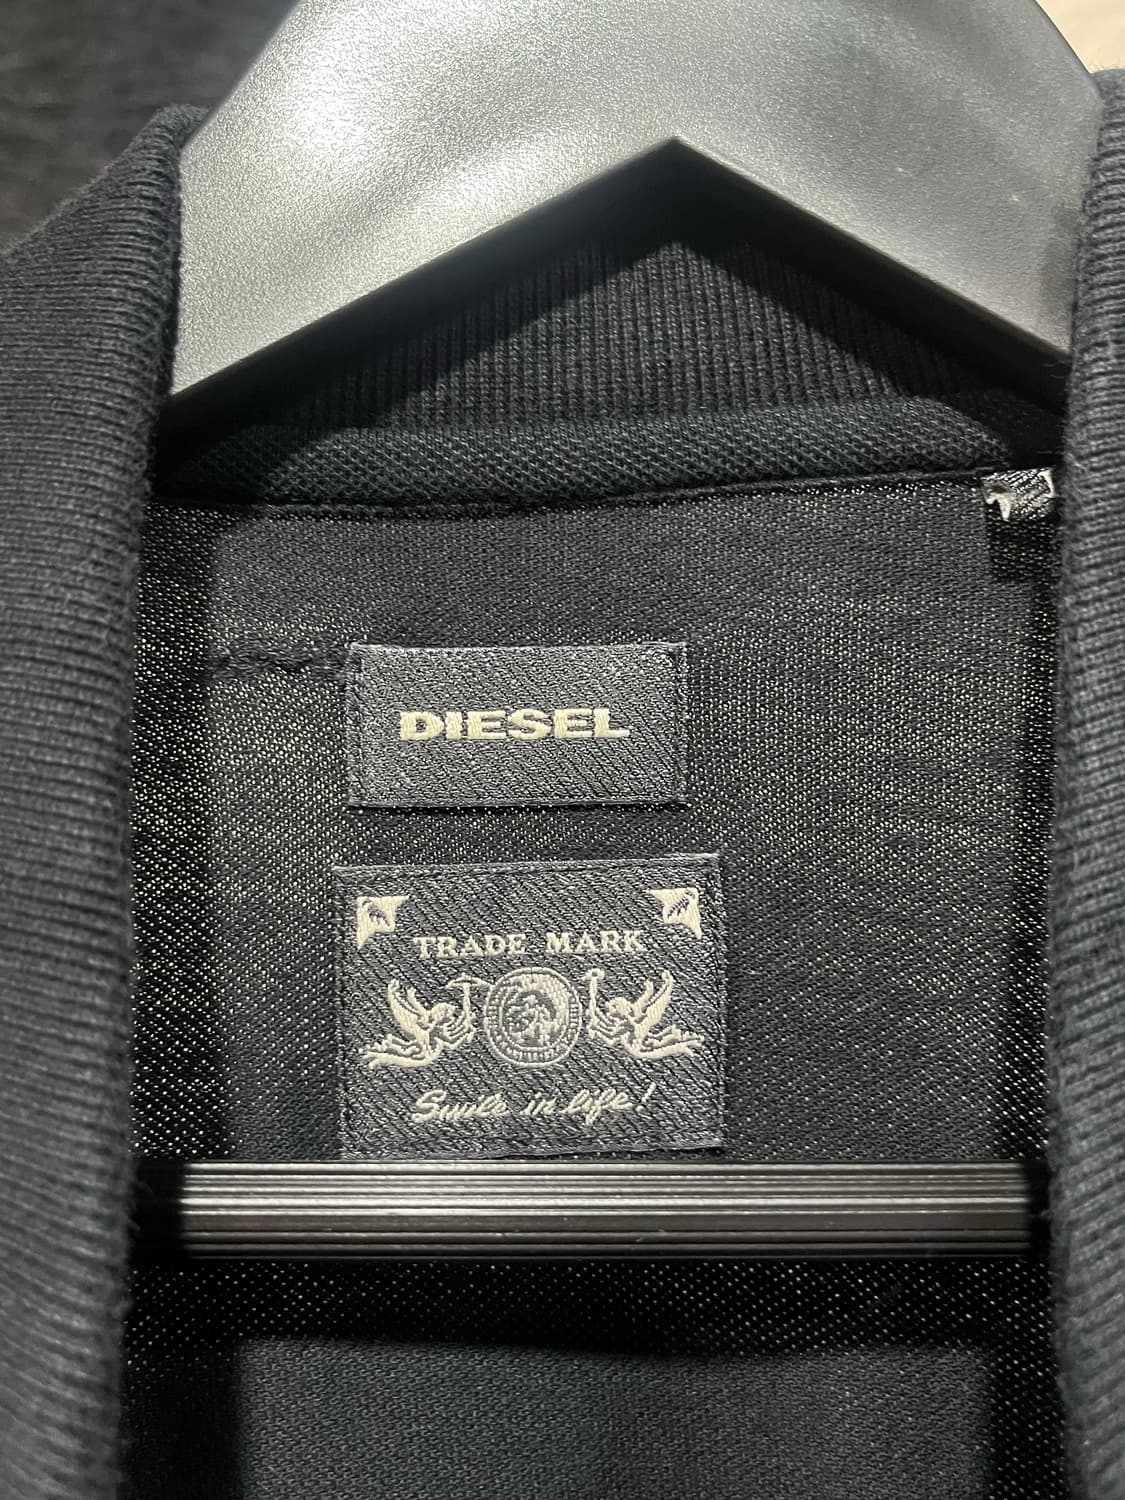 DIESEL
TRADE MARK
Smile in life!